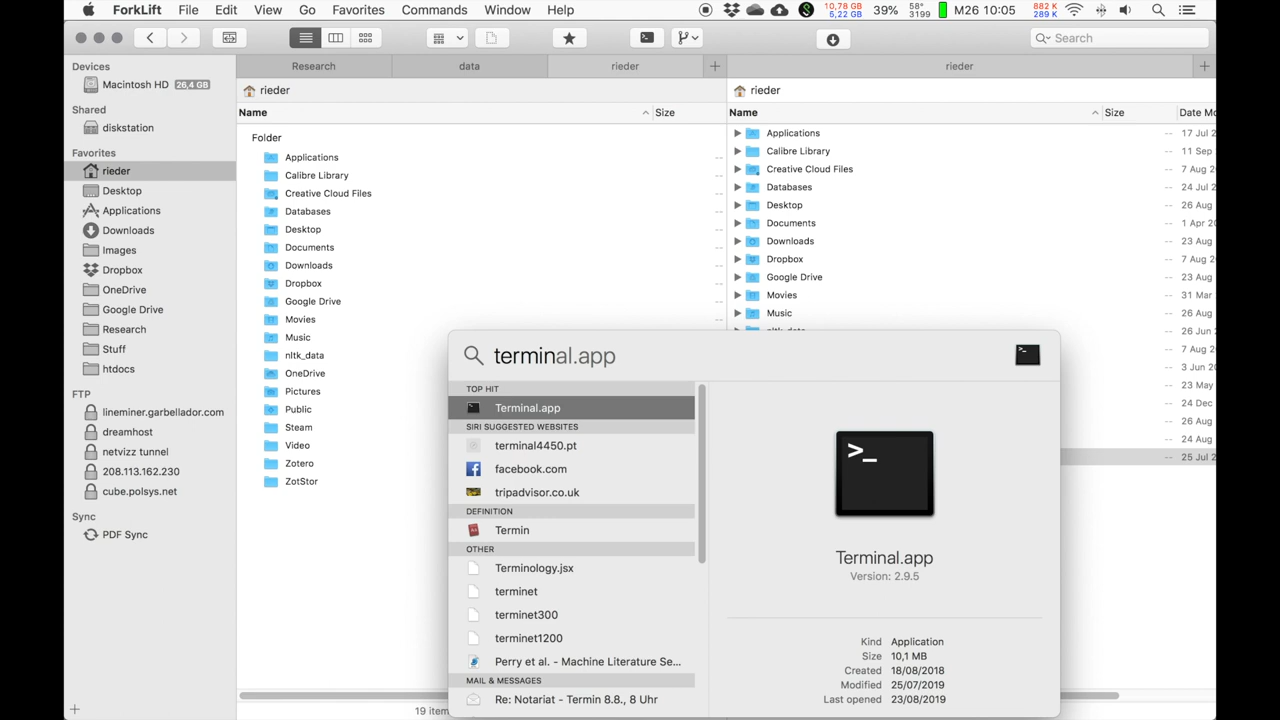 ForkLift File Edit View Go Favorites Commands Window Help 10,78 GB 5,22 GB 39% 58° 3199 M26 10:05 882 K 289 K
Search
Devices
Macintosh HD 26,4 GB
Shared
diskstation
Favorites
rieder
Desktop
Applications
Downloads
Images
Dropbox
OneDrive
Google Drive
Research
Stuff
htdocs
FTP
lineminer.garbellador.com
dreamhost
netvizz tunnel
208.113.162.230
cube.polsys.net
Sync
PDF Sync
Research data rieder
rieder
Name Size
Folder
Applications --
Calibre Library --
Creative Cloud Files --
Databases --
Desktop --
Documents --
Downloads --
Dropbox --
Google Drive --
Movies --
Music
nltk_data
OneDrive
Pictures
Public
Steam
Video
Zotero
ZotStor
19 item
rieder
rieder
Name Size Date Mo
Applications -- 17 Jul 2
Calibre Library -- 11 Sep
Creative Cloud Files -- 7 Aug 2
Databases -- 24 Jul 2
Desktop -- 26 Aug
Documents -- 1 Apr 20
Downloads -- 23 Aug
Dropbox -- 7 Aug 2
Google Drive -- 23 Aug
Movies -- 31 Mar
Music -- 26 Aug
nltk_data -- 26 Jun
-- 7 Aug 2
-- 3 Jun 2
-- 23 May
-- 24 Dec
-- 26 Aug
-- 24 Aug
-- 25 Jul 2
terminal.app
TOP HIT
Terminal.app
SIRI SUGGESTED WEBSITES
terminal4450.pt
facebook.com
tripadvisor.co.uk
DEFINITION
Termin
OTHER
Terminology.jsx
terminet
terminet300
terminet1200
Perry et al. - Machine Literature Se...
MAIL & MESSAGES
Re: Notariat - Termin 8.8., 8 Uhr
>_
Terminal.app
Version: 2.9.5
Kind Application
Size 10,1 MB
Created 18/08/2018
Modified 25/07/2019
Last opened 23/08/2019